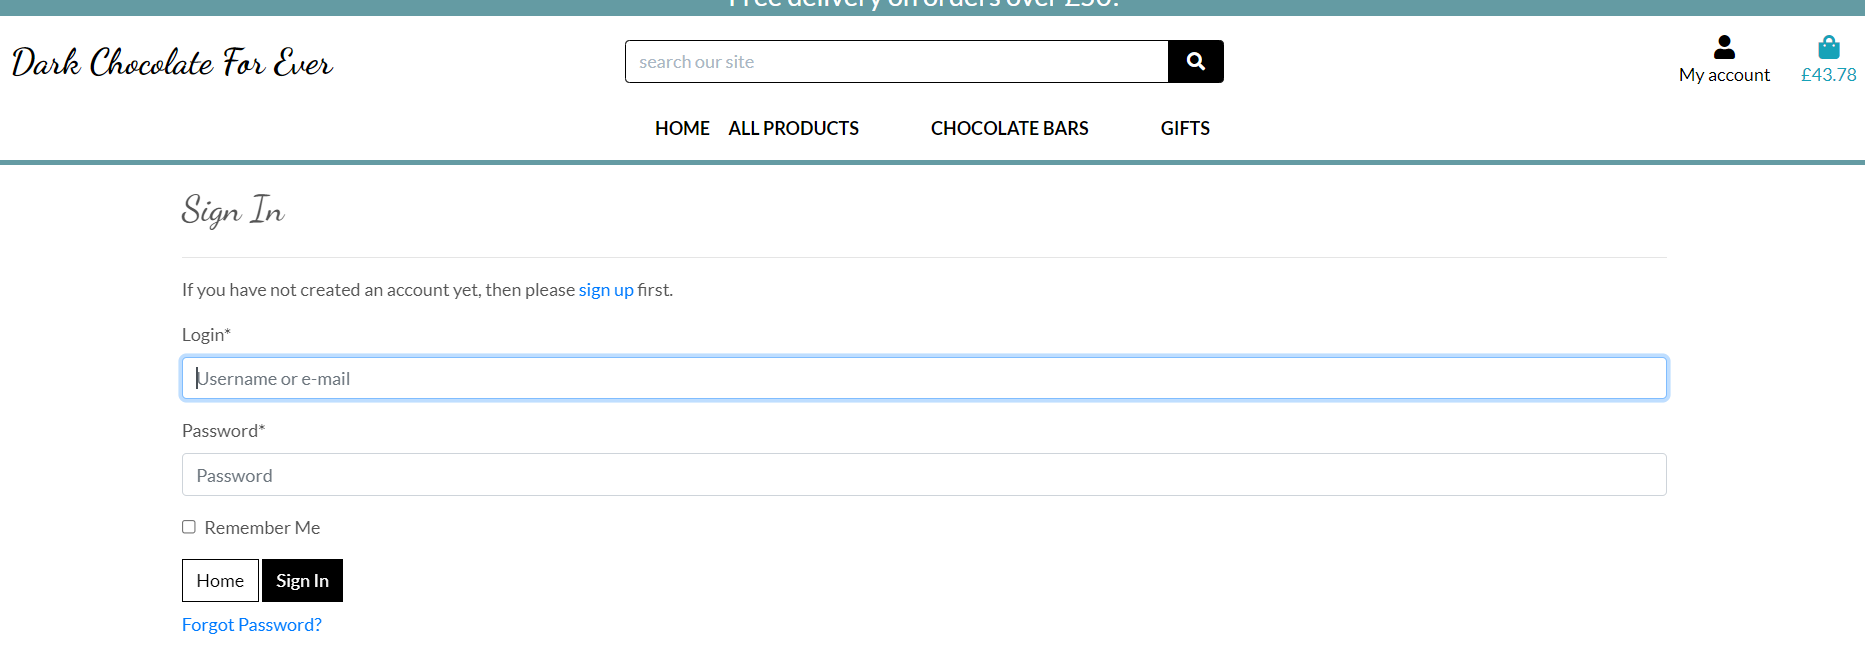 Free delivery on orders over £50!
Dark Chocolate For Ever
search our site
My account
£43.78
HOME
ALL PRODUCTS
CHOCOLATE BARS
GIFTS
Sign In
If you have not created an account yet, then please sign up first.
Login*
Username or e-mail
Password*
Password
Remember Me
Home
Sign In
Forgot Password?